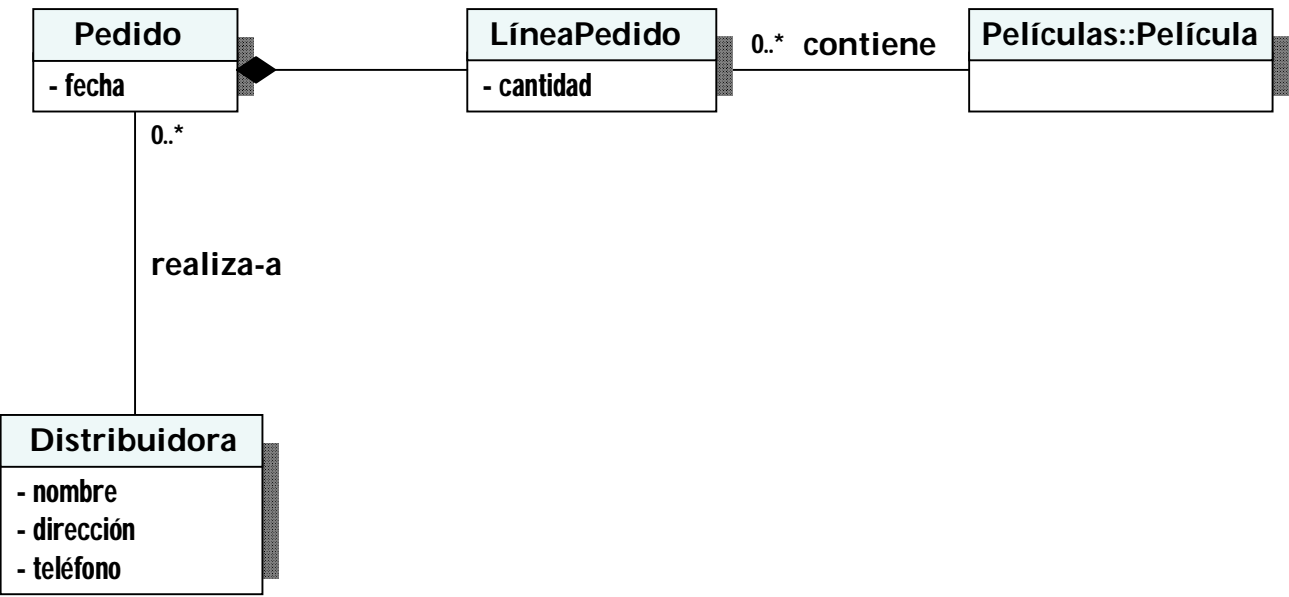 Pedido
- fecha
LíneaPedido
- cantidad
0..* contiene
Películas::Película
0..*
realiza-a
Distribuidora
- nombre
- dirección
- teléfono